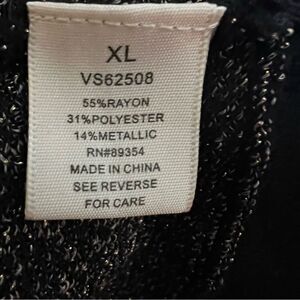 XL
VS62508
55%RAYON
31%POLYESTER
14%METALLIC
RN#89354
MADE IN CHINA
SEE REVERSE
FOR CARE